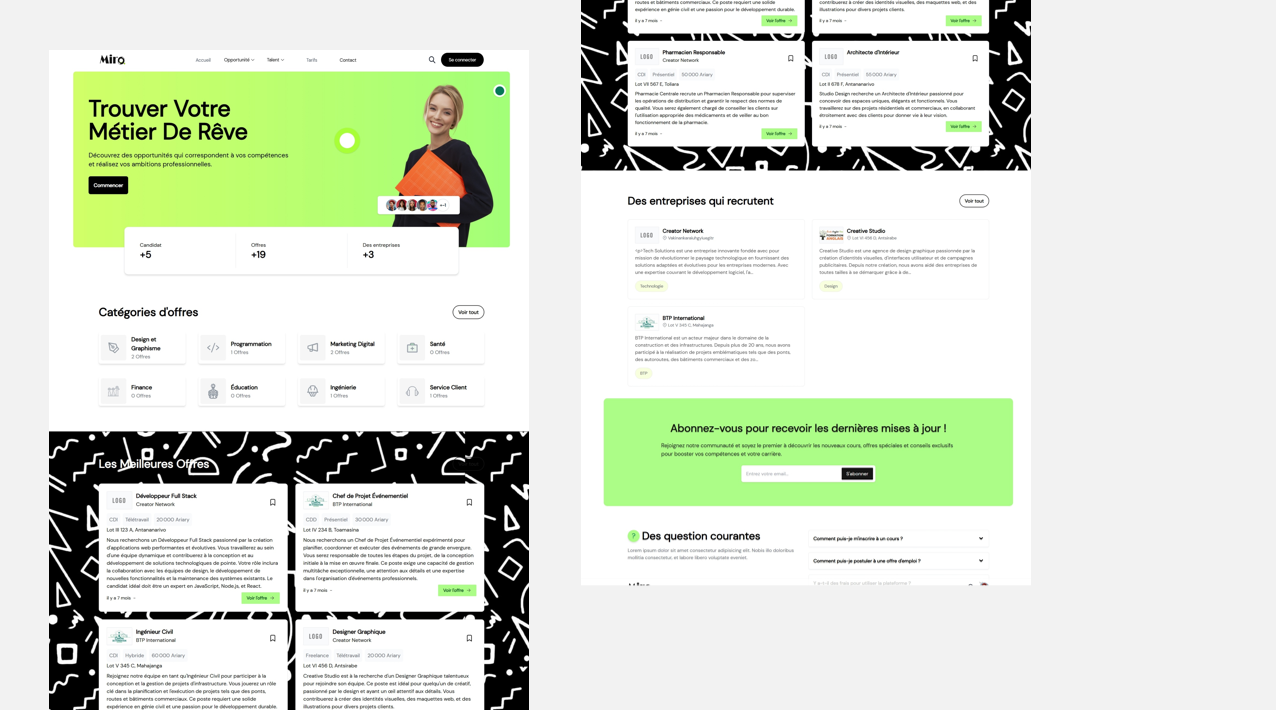 Miro
Accueil
Opportunité
Talent
Tarifs
Contact
Se connecter
Trouver Votre
Métier De Rêve
Découvrez des opportunités qui correspondent à vos compétences
et réalisez vos ambitions professionnelles.
Commencer
Candidat
+5
Offres
+19
Des entreprises
+3
Catégories d'offres
Voir tout
Design et
Graphisme
2 Offres
Programmation
1 Offres
Marketing Digital
2 Offres
Santé
0 Offres
Finance
0 Offres
Éducation
0 Offres
Ingénierie
1 Offres
Service Client
1 Offres
Les Meilleures Offres
LOGO
Développeur Full Stack
Creator Network
CDI Télétravail 20:000 Ariary
Lot III 123 A, Antananarivo
Nous recherchons un Développeur Full Stack passionné par la création
d'applications web performantes et évolutives. Vous travaillerez au sein
d'une équipe dynamique et contribuerez à la conception et au
développement de solutions technologiques de pointe. Votre rôle inclura
la collaboration avec les équipes de design, le développement de
nouvelles fonctionnalités et la maintenance des systèmes existants. Le
candidat idéal doit être un expert en JavaScript, Node.js, et React.
Il y a 7 mois -
Voir l'offre →
Chef de Projet Événementiel
BTP International
CDD Présentiel 30:000 Ariary
Lot IV 234 B, Toamasina
Nous recherchons un Chef de Projet Événementiel expérimenté pour
planifier, coordonner et exécuter des événements de grande envergure.
Vous serez responsable de toutes les étapes du projet, de la conception
initiale à la mise en œuvre finale. Ce poste exige une capacité de gestion
multitâche exceptionnelle, une attention aux détails et une expertise
dans l'organisation d'événements professionnels.
Il y a 7 mois -
Voir l'offre →
Ingénieur Civil
BTP International
CDI Hybride 60:000 Ariary
Lot V 345 C, Mahajanga
Rejoignez notre équipe en tant qu'Ingénieur Civil pour participer à la
conception et la gestion de projets d'infrastructure. Vous jouerez un rôle
clé dans la planification et l'exécution de projets tels que des ponts,
routes et bâtiments commerciaux. Ce poste requiert une solide
expérience en génie civil et une passion pour le développement durable.
LOGO
Designer Graphique
Creator Network
Freelance Télétravail 20:000 Ariary
Lot VI 456 D, Antsirabe
Creative Studio est à la recherche d'un Designer Graphique talentueux
pour rejoindre son équipe. Ce poste est idéal pour quelqu'un de créatif,
passionné par le design et ayant un œil attentif aux détails. Vous
contribuerez à créer des identités visuelles, des maquettes web, et des
illustrations pour divers projets clients.
routes et bâtiments commerciaux. Ce poste requiert une solide
expérience en génie civil et une passion pour le développement durable.
Il y a 7 mois -
Voir l'offre →
contribuerez à créer des identités visuelles, des maquettes web, et des
illustrations pour divers projets clients.
Il y a 7 mois -
Voir l'offre →
LOGO
Pharmacien Responsable
Creator Network
CDI Présentiel 50:000 Ariary
Lot VII 567 E, Toliara
Pharmacie Centrale recrute un Pharmacien Responsable pour superviser
les opérations de distribution et garantir le respect des normes de
qualité. Vous serez également chargé de conseiller les clients sur
l'utilisation appropriée des médicaments et de veiller au bon
fonctionnement de la pharmacie.
Il y a 7 mois -
Voir l'offre →
LOGO
Architecte d'Intérieur
CDI Présentiel 55:000 Ariary
Lot II 678 F, Antananarivo
Studio Design recherche un Architecte d'Intérieur passionné pour
concevoir des espaces uniques, élégants et fonctionnels. Vous
travaillerez sur des projets résidentiels et commerciaux, en collaborant
étroitement avec des clients pour donner vie à leur vision.
Il y a 7 mois -
Voir l'offre →
Des entreprises qui recrutent
Voir tout
LOGO
Creator Network
<p>Tech Solutions est une entreprise innovante fondée avec pour
mission de révolutionner le paysage technologique en fournissant des
solutions adaptées et évolutives pour les entreprises modernes. Avec
une expertise couvrant le développement logiciel, l'a...
Technologie
Creative Studio
Lot VI 456 D, Antsirabe
Creative Studio est une agence de design graphique passionnée par la
création d'identités visuelles, d'interfaces utilisateur et de campagnes
publicitaires. Depuis notre création, nous avons aidé des entreprises de
toutes tailles à se démarquer grâce à de...
Design
BTP International
Lot V 345 C, Mahajanga
BTP International est un acteur majeur dans le domaine de la
construction et des infrastructures. Depuis plus de 20 ans, nous avons
participé à la réalisation de projets emblématiques tels que des ponts,
des autoroutes, des bâtiments commerciaux et des zo...
BTP
Abonnez-vous pour recevoir les dernières mises à jour !
Rejoignez notre communauté et soyez le premier à découvrir les nouveaux cours, offres spéciales et conseils exclusifs
pour booster vos compétences et votre carrière.
Entrez votre email...
S'abonner
? Des question courantes
Lorem ipsum dolor sit amet consectetur adipisicing elit. Nobis illo doloribus
mollitia consectetur, et labore libero voluptate eveniet.
Comment puis-je m'inscrire à un cours ?
Comment puis-je postuler à une offre d'emploi ?
Y a-t-il des frais pour utiliser la plateforme ?